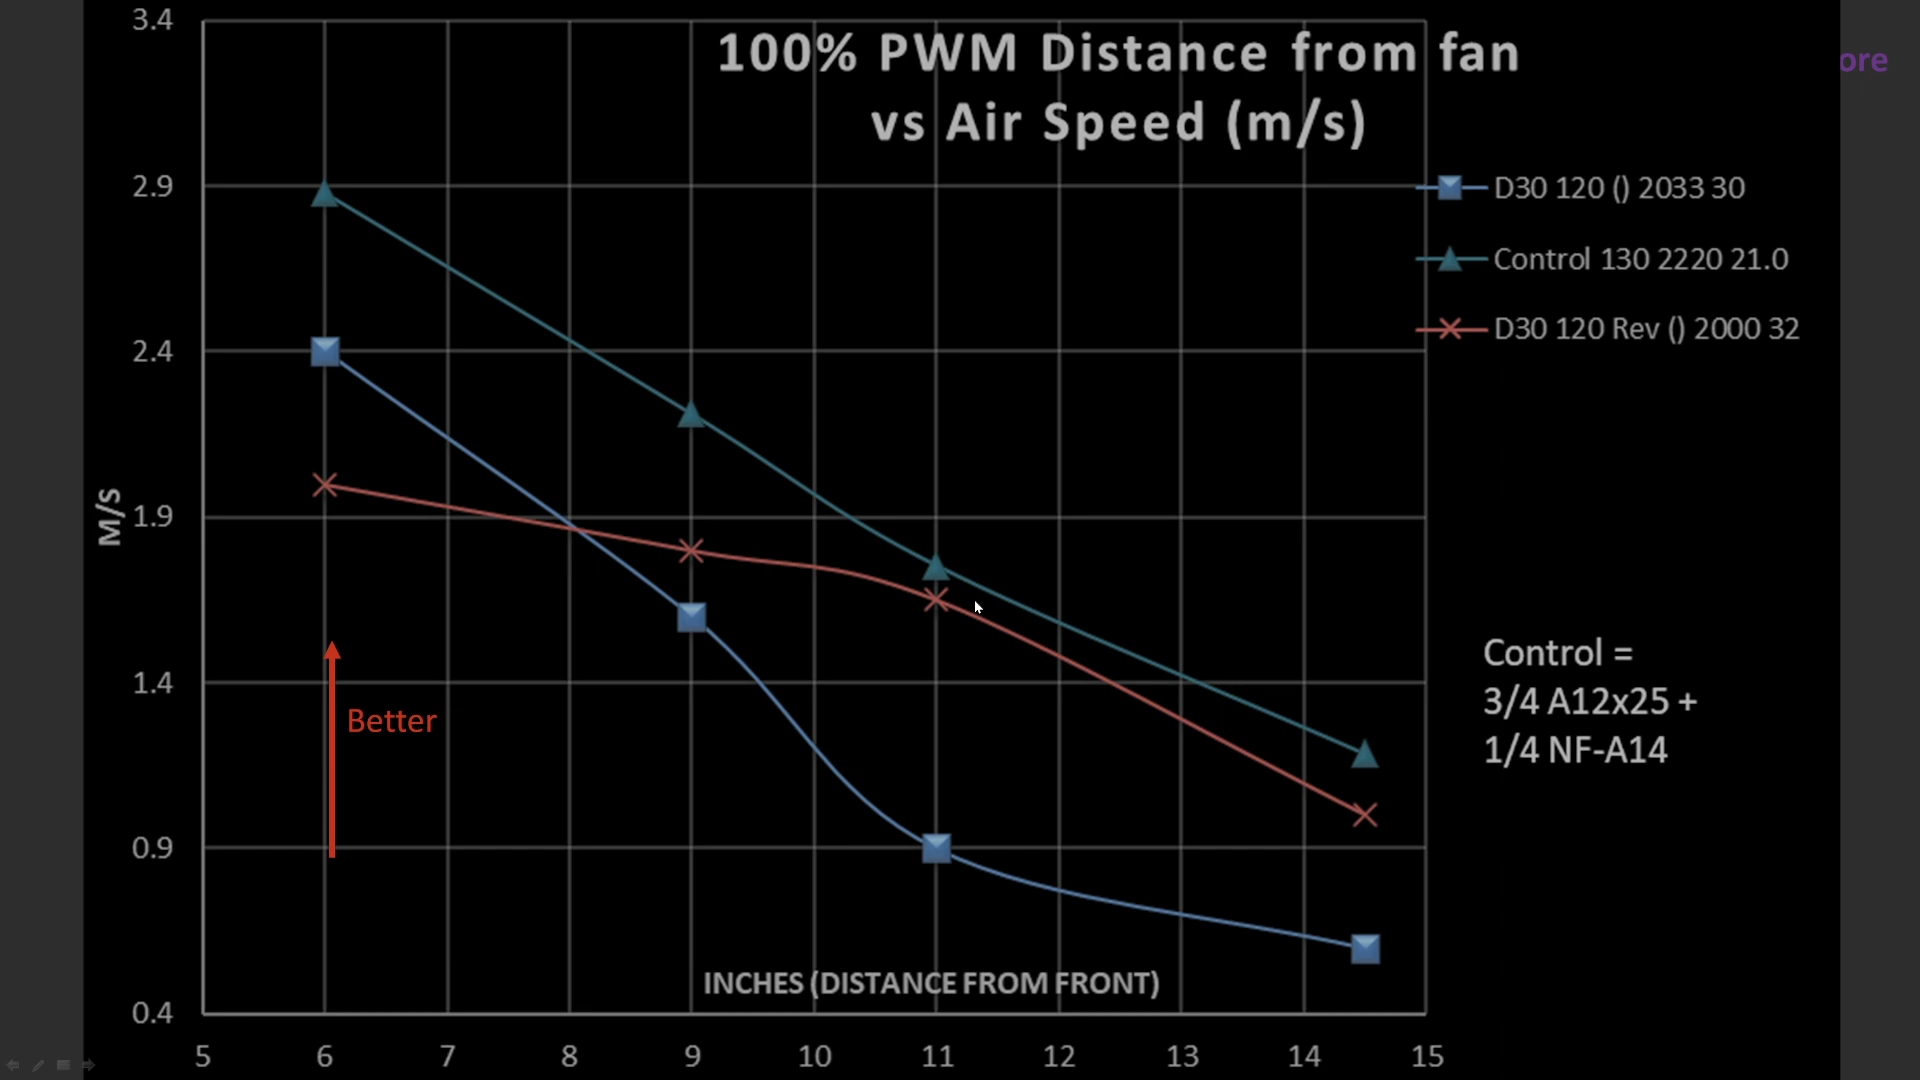 100% PWM Distance from fan
vs Air Speed (m/s)
ore
3.4
2.9
2.4
1.9
1.4
0.9
0.4
M/S
D30 120 () 2033 30
Control 130 2220 21.0
D30 120 Rev () 2000 32
Better
Control =
3/4 A12x25 +
1/4 NF-A14
INCHES (DISTANCE FROM FRONT)
5 6 7 8 9 10 11 12 13 14 15